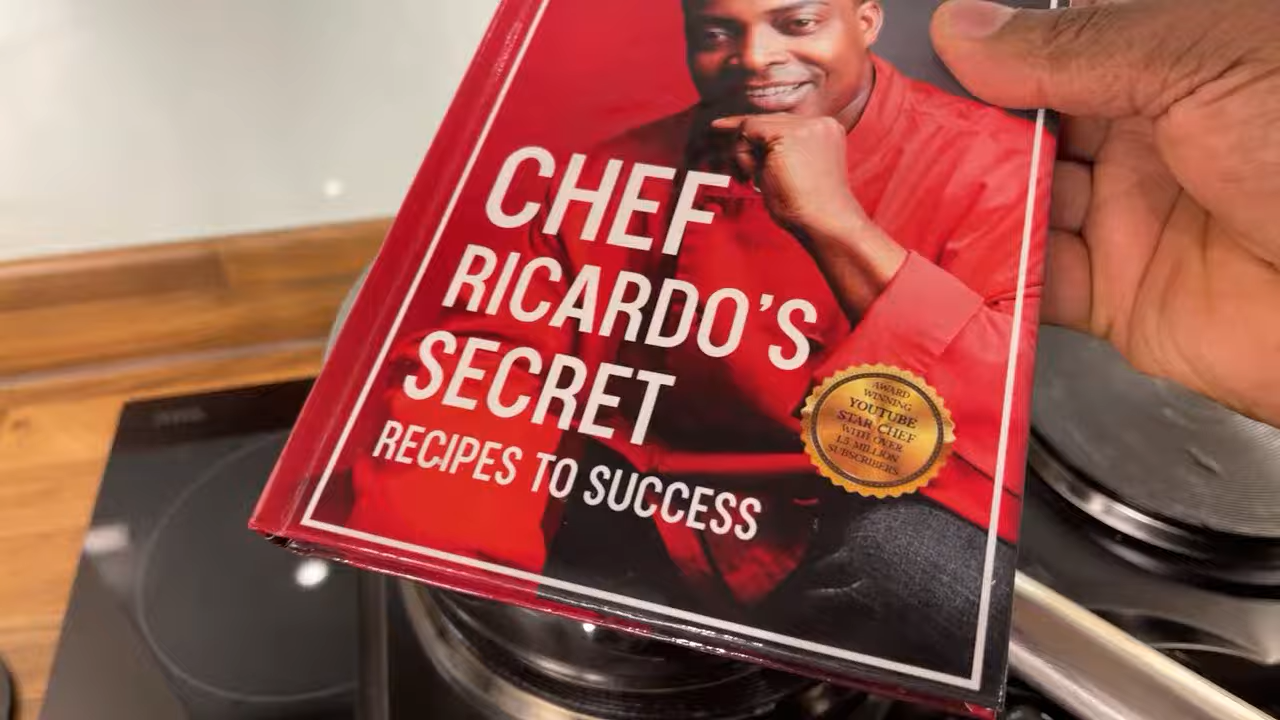 CHEF
RICARDO'S
SECRET
RECIPES TO SUCCESS
AWARD
WINNING
YOUTUBE
STAR CHEF
WITH OVER
1.5 MILLION
SUBSCRIBERS